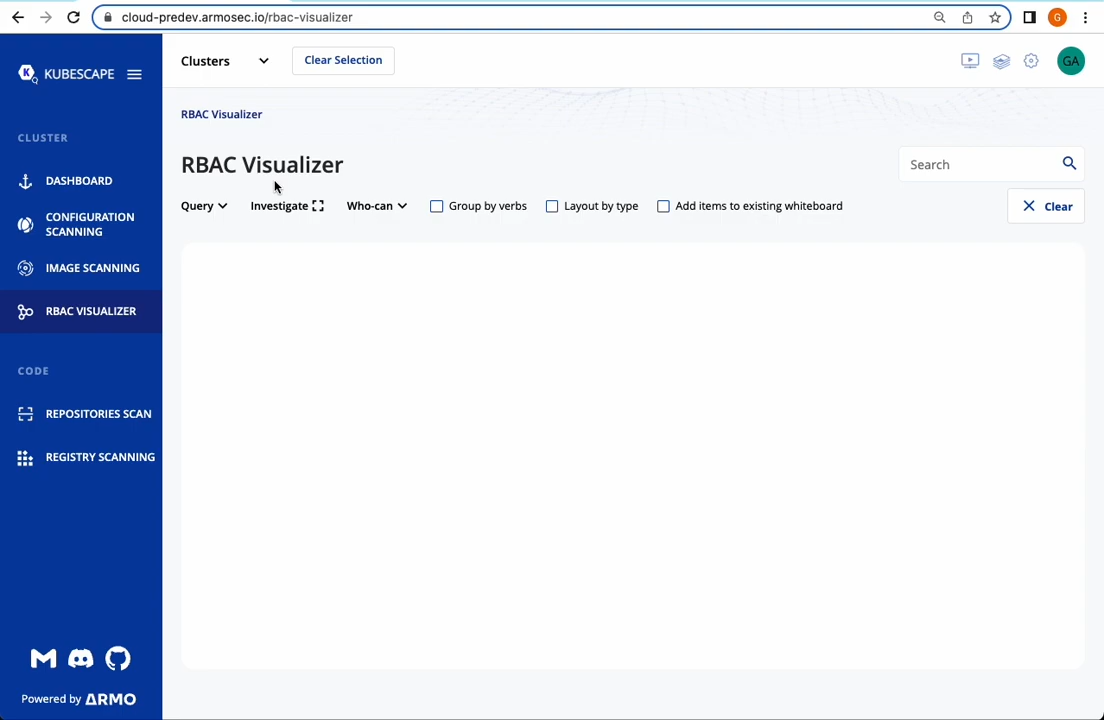 cloud-predev.armosec.io/rbac-visualizer
G
KUBESCAPE
Clusters
Clear Selection
GA
RBAC Visualizer
CLUSTER
DASHBOARD
CONFIGURATION
SCANNING
IMAGE SCANNING
RBAC VISUALIZER
CODE
REPOSITORIES SCAN
REGISTRY SCANNING
Powered by ARMO
RBAC Visualizer
Search
Query
Investigate
Who-can
Group by verbs
Layout by type
Add items to existing whiteboard
Clear